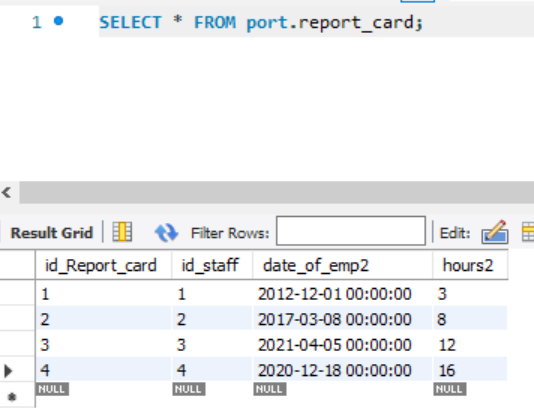 1 SELECT * FROM port.report_card;
Result Grid Filter Rows: Edit:
id_Report_card id_staff date_of_emp2 hours2
1 1 2012-12-01 00:00:00 3
2 2 2017-03-08 00:00:00 8
3 3 2021-04-05 00:00:00 12
4 4 2020-12-18 00:00:00 16
NULL NULL NULL NULL